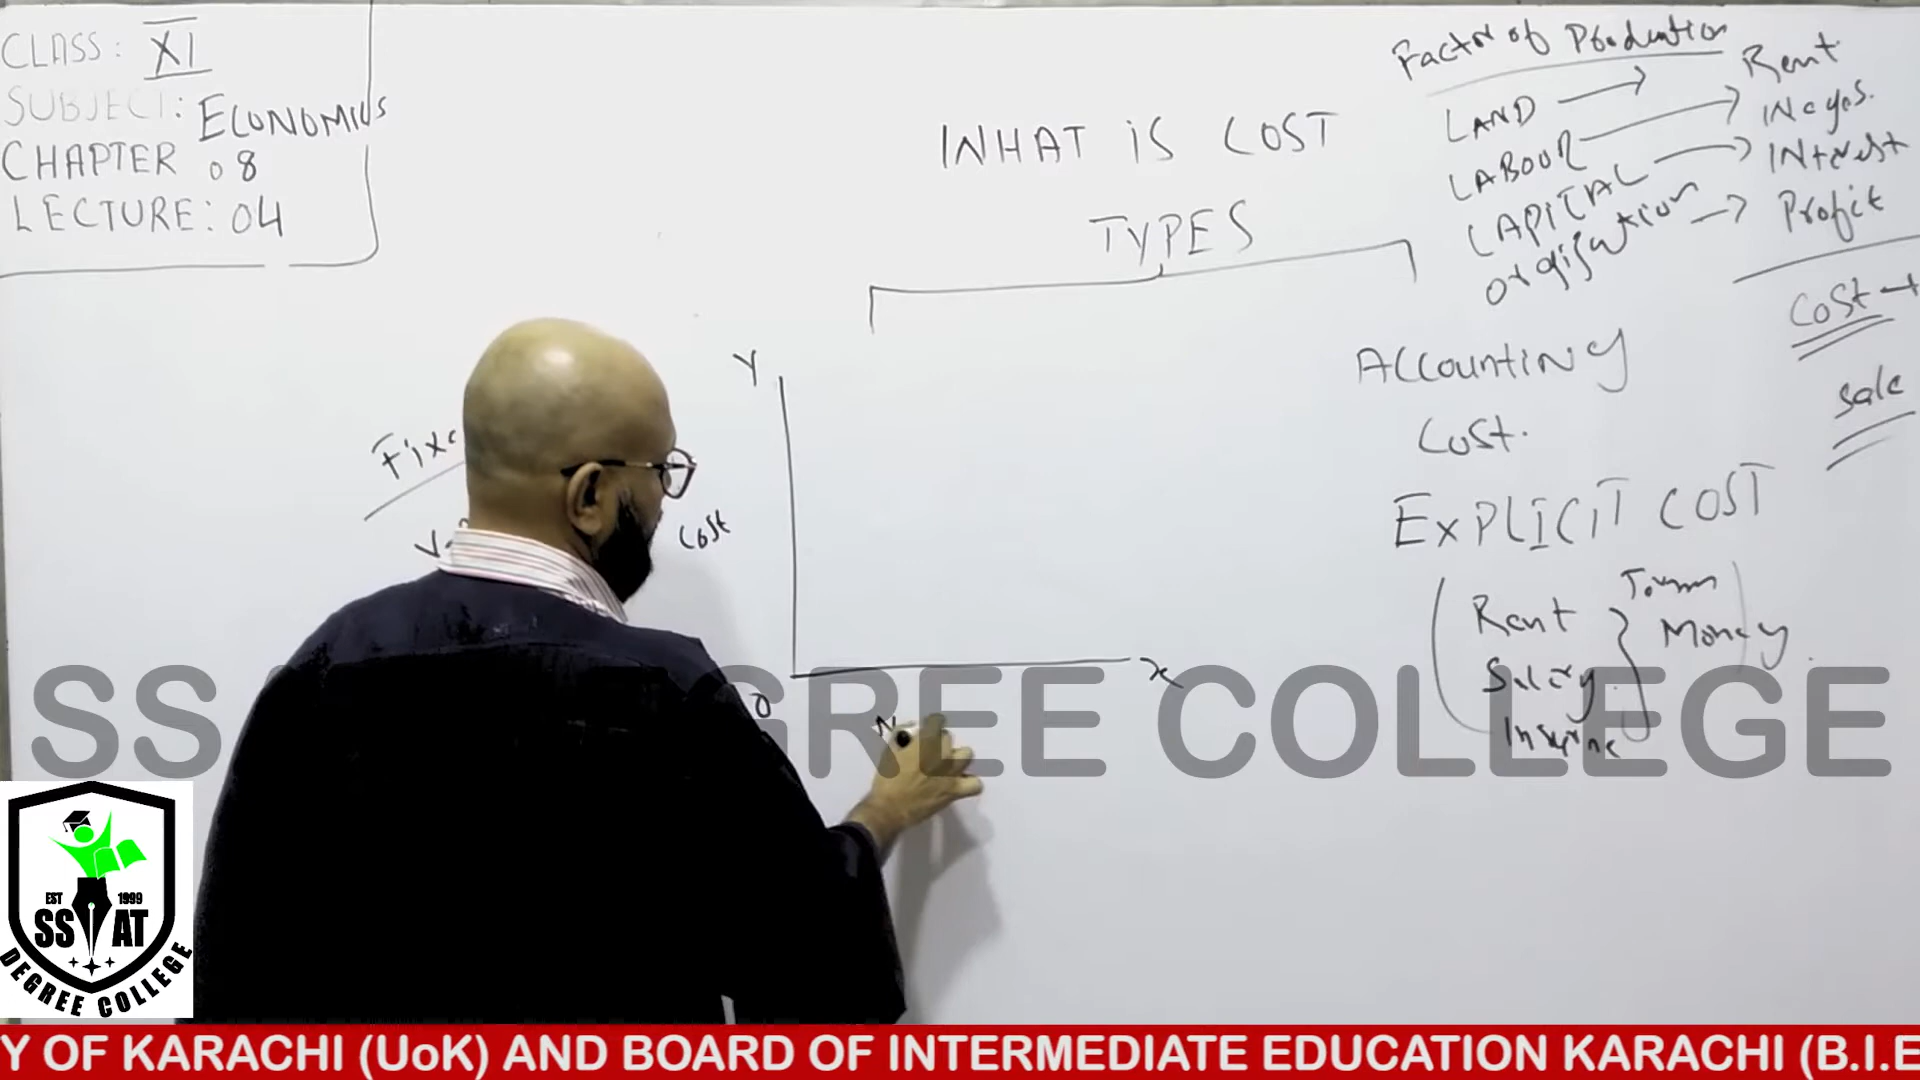 CLASS: XI
SUBJECT: ECONOMICS
CHAPTER 08
LECTURE: 04
WHAT IS COST
TYPES
Factor of Production
LAND → Rent
LABOUR →
CAPITAL → Interest
→ Profit
Cost →
Sale
Accounting
Cost.
EXPLICIT COST
Rent
Salary
Money
Y
Cost
O
x
N
SS DEGREE COLLEGE
EST 1999
SS AT
DEGREE COLLEGE
Y OF KARACHI (UoK) AND BOARD OF INTERMEDIATE EDUCATION KARACHI (B.I.E